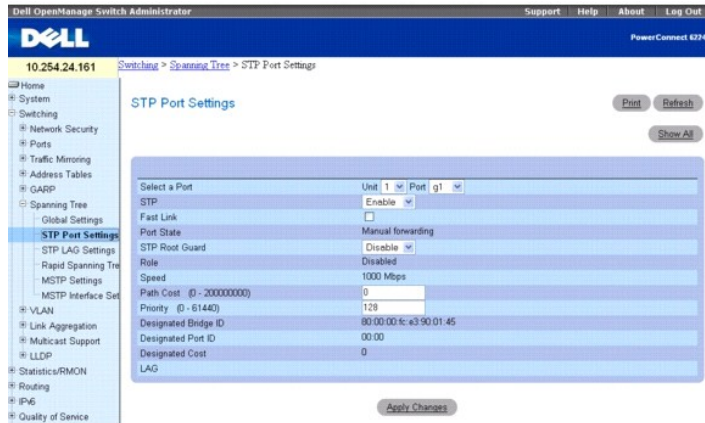 Dell OpenManage Switch Administrator Support Help About Log Out
DELL
PowerConnect 6224
10.254.24.161
Switching > Spanning Tree > STP Port Settings
Home
System
Switching
Network Security
Ports
Traffic Mirroring
Address Tables
GARP
Spanning Tree
Global Settings
STP Port Settings
STP LAG Settings
Rapid Spanning Tre
MSTP Settings
MSTP Interface Set
VLAN
Link Aggregation
Multicast Support
LLDP
Statistics/RMON
Routing
IPv6
Quality of Service
STP Port Settings
Print Refresh
Show All
Select a Port Unit 1 Port g1
STP Enable
Fast Link
Port State Manual forwarding
STP Root Guard Disable
Role Disabled
Speed 1000 Mbps
Path Cost (0 - 200000000) 0
Priority (0 - 61440) 128
Designated Bridge ID 80:00:00:fc:e3:90:01:45
Designated Port ID 00:00
Designated Cost 0
LAG
Apply Changes